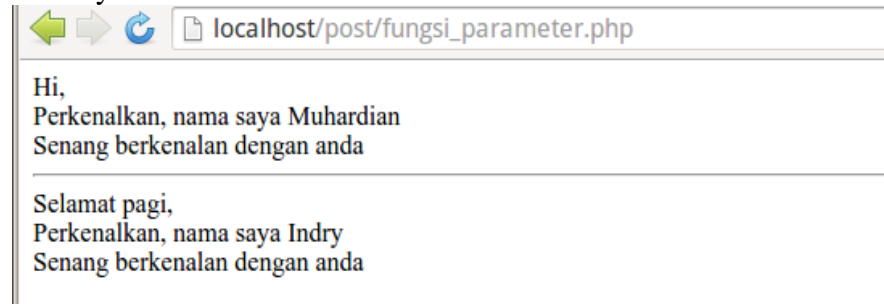 localhost/post/fungsi_parameter.php
Hi,
Perkenalkan, nama saya Muhardian
Senang berkenalan dengan anda
Selamat pagi,
Perkenalkan, nama saya Indry
Senang berkenalan dengan anda